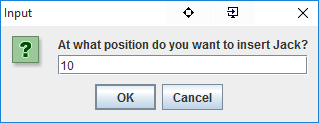 Input
At what position do you want to insert Jack?
10
OK
Cancel